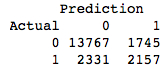 Prediction
Actual 0 1
0 13767 1745
1 2331 2157